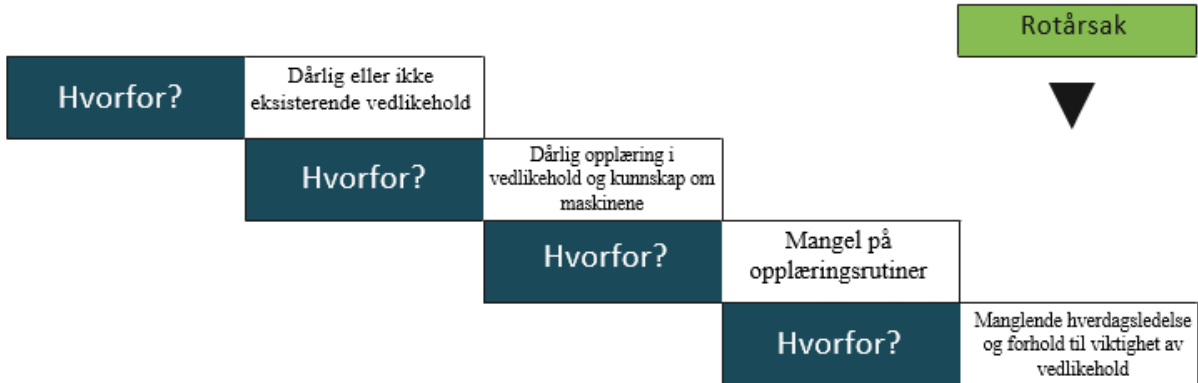 Rotårsak
Hvorfor?
Dårlig eller ikke
eksisterende vedlikehold
Hvorfor?
Dårlig opplæring i
vedlikehold og kunnskap om
maskinene
Hvorfor?
Mangel på
opplæringsrutiner
Hvorfor?
Manglende hverdagsledelse
og forhold til viktighet av
vedlikehold